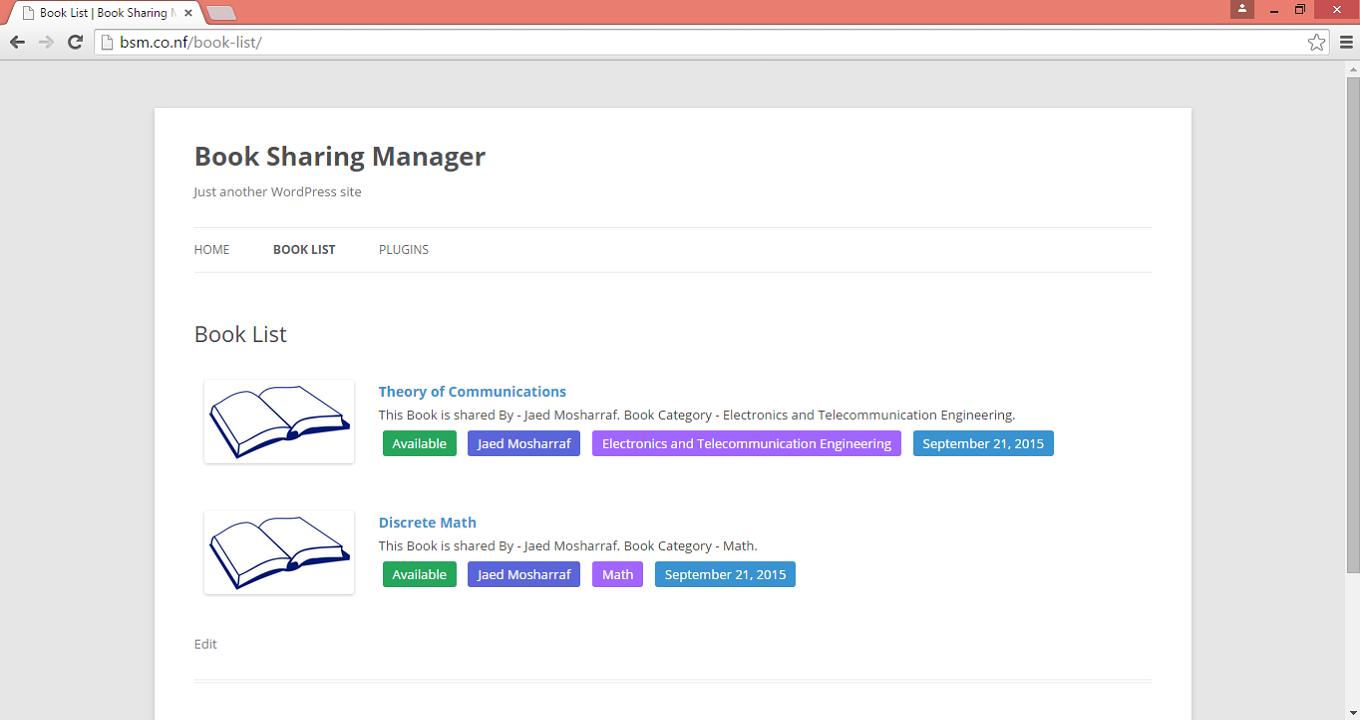 Book List | Book Sharing M
bsm.co.nf/book-list/
Book Sharing Manager
Just another WordPress site
HOME BOOK LIST PLUGINS
Book List
Theory of Communications
This Book is shared By - Jaed Mosharraf. Book Category - Electronics and Telecommunication Engineering.
Available Jaed Mosharraf Electronics and Telecommunication Engineering September 21, 2015
Discrete Math
This Book is shared By - Jaed Mosharraf. Book Category - Math.
Available Jaed Mosharraf Math September 21, 2015
Edit